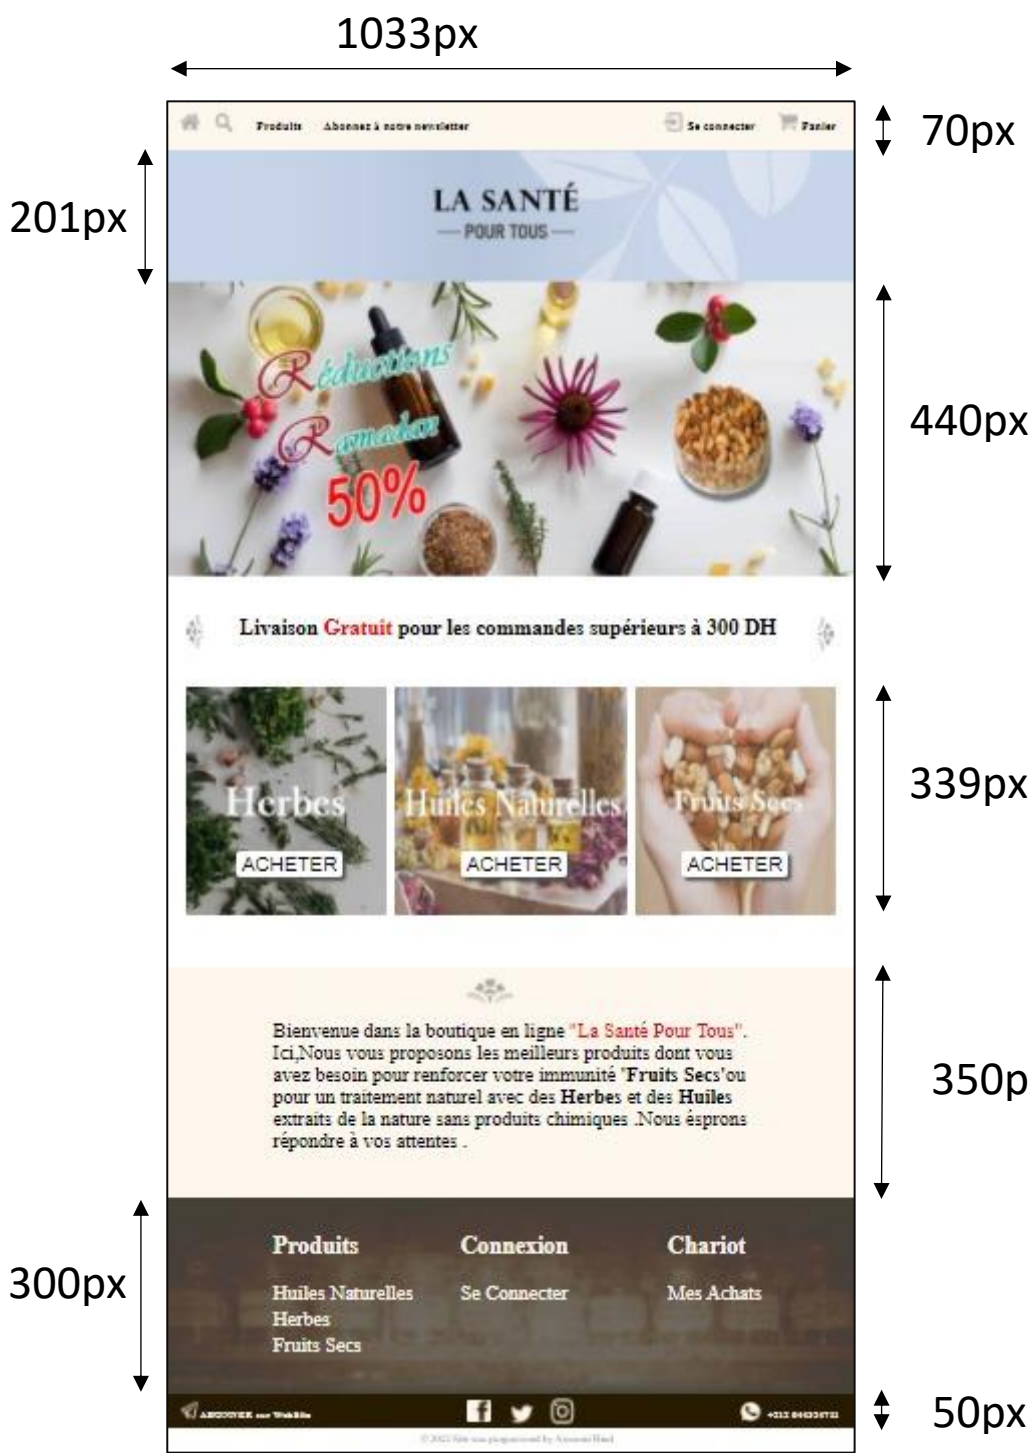 1033px
Produits Abonnez à notre newsletter Se connecter Panier
70px
201px
LA SANTÉ
POUR TOUS
Réductions
Ramadan
50%
440px
Livaison Gratuit pour les commandes supérieurs à 300 DH
Herbes Huiles Naturelles Fruits Secs
339px
ACHETER ACHETER ACHETER
Bienvenue dans la boutique en ligne "La Santé Pour Tous".
Ici,Nous vous proposons les meilleurs produits dont vous
avez besoin pour renforcer votre immunité "Fruits Secs'ou
pour un traitement naturel avec des Herbes et des Huiles
extraits de la nature sans produits chimiques .Nous ésprons
répondre à vos attentes .
350p
Produits Connexion Chariot
Huiles Naturelles Se Connecter Mes Achats
Herbes
Fruits Secs
300px
sur WebSite
50px